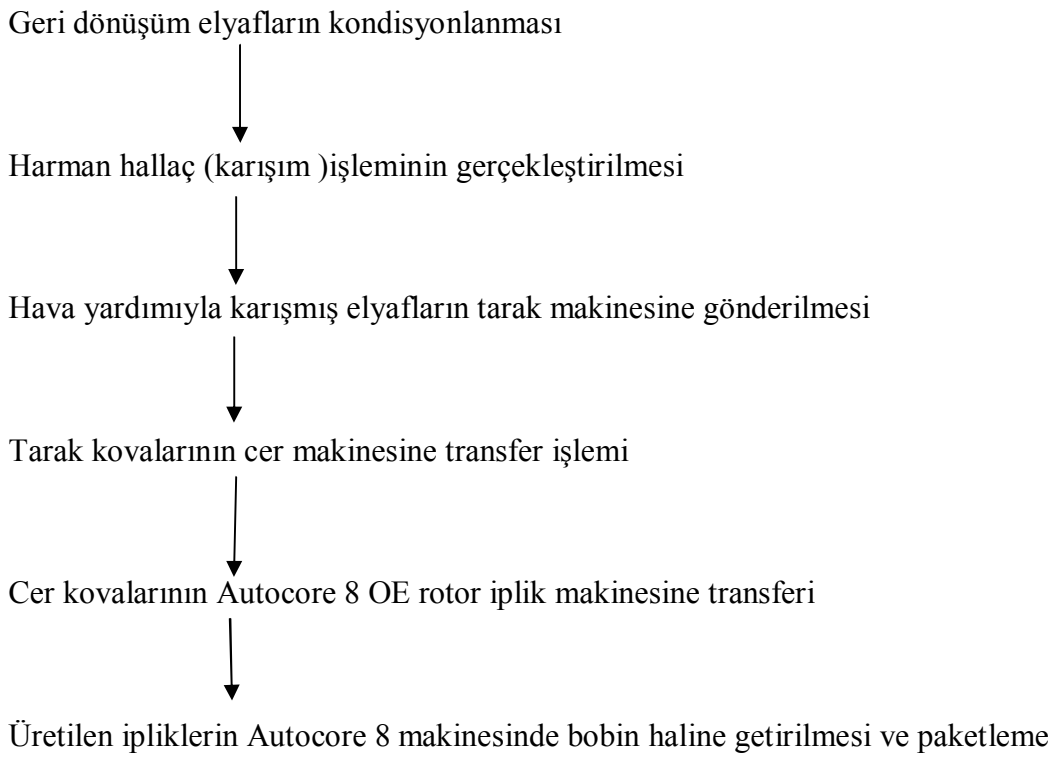 Geri dönüşüm elyafların kondisyonlanması
Harman hallaç (karışım )işleminin gerçekleştirilmesi
Hava yardımıyla karışmış elyafların tarak makinesine gönderilmesi
Tarak kovalarının cer makinesine transfer işlemi
Cer kovalarının Autocore 8 OE rotor iplik makinesine transferi
Üretilen ipliklerin Autocore 8 makinesinde bobin haline getirilmesi ve paketleme